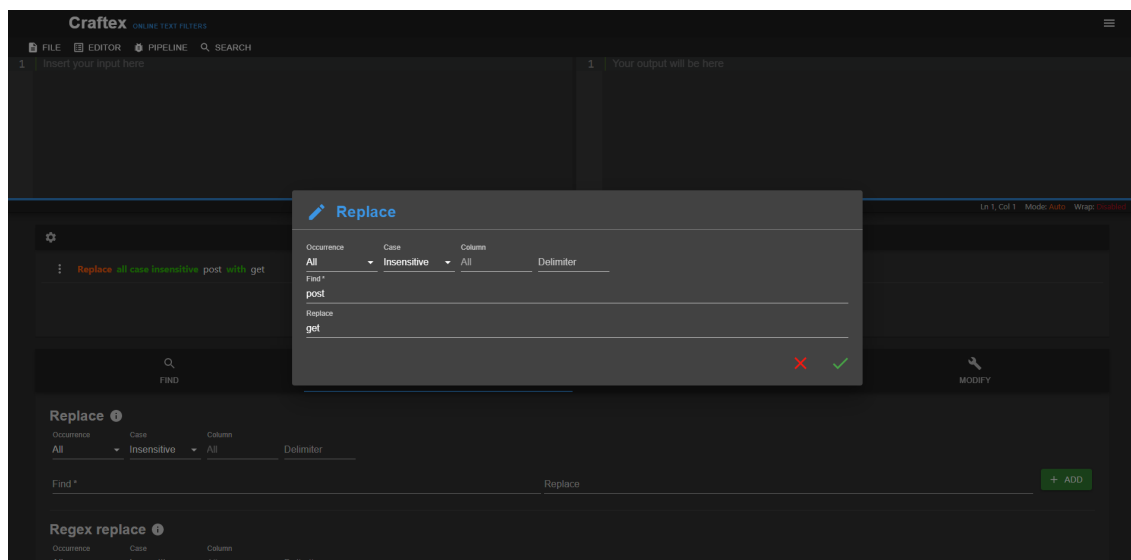 Craftex ONLINE TEXT FILTERS
FILE EDITOR PIPELINE SEARCH
1 Insert your input here
1 Your output will be here
Ln 1, Col 1 Mode: Auto Wrap: Disabled
Replace all case insensitive post with get
Replace
Occurrence Case Column
All Insensitive All Delimiter
Find *
post
Replace
get
FIND
MODIFY
Replace
Occurrence Case Column
All Insensitive All Delimiter
Find * Replace + ADD
Regex replace
Occurrence Case Column